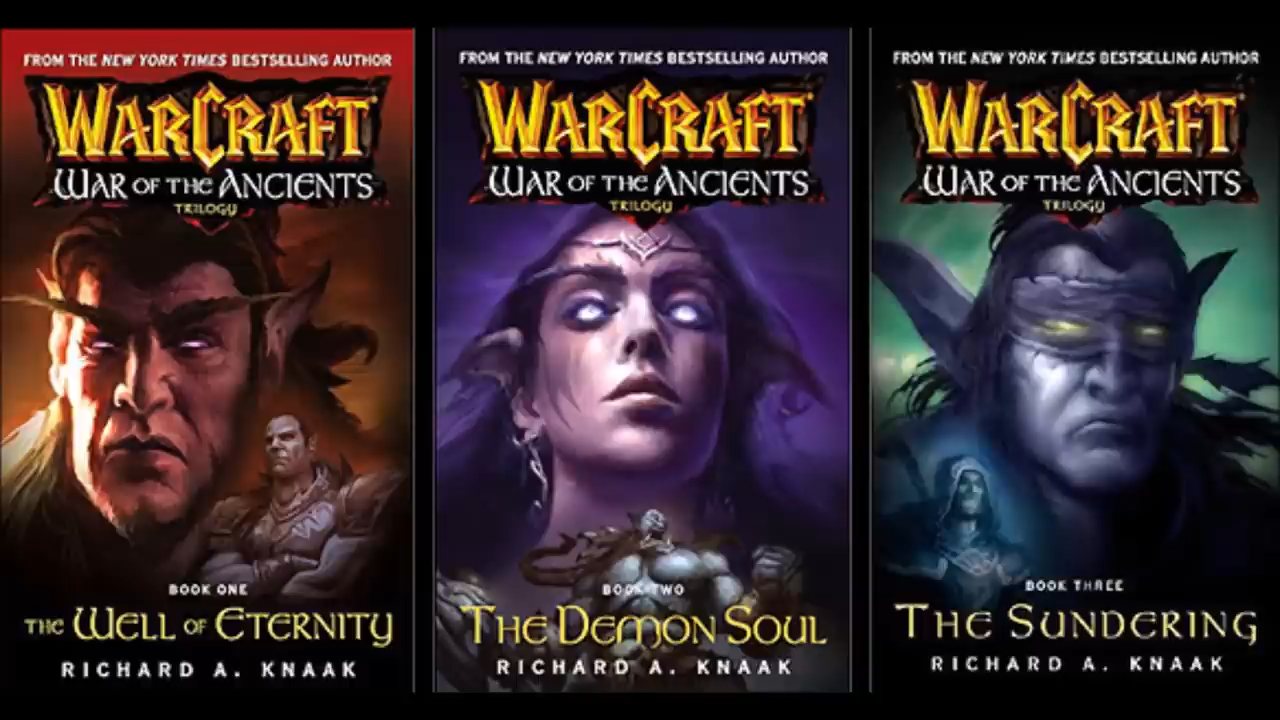 FROM THE NEW YORK TIMES BESTSELLING AUTHOR
WARCRAFT
WAR OF THE ANCIENTS
TRILOGY
BOOK ONE
THE WELL OF ETERNITY
RICHARD A. KNAAK
FROM THE NEW YORK TIMES BESTSELLING AUTHOR
WARCRAFT
WAR OF THE ANCIENTS
TRILOGY
BOOK TWO
THE DEMON SOUL
RICHARD A. KNAAK
FROM THE NEW YORK TIMES BESTSELLING AUTHOR
WARCRAFT
WAR OF THE ANCIENTS
TRILOGY
BOOK THREE
THE SUNDERING
RICHARD A. KNAAK